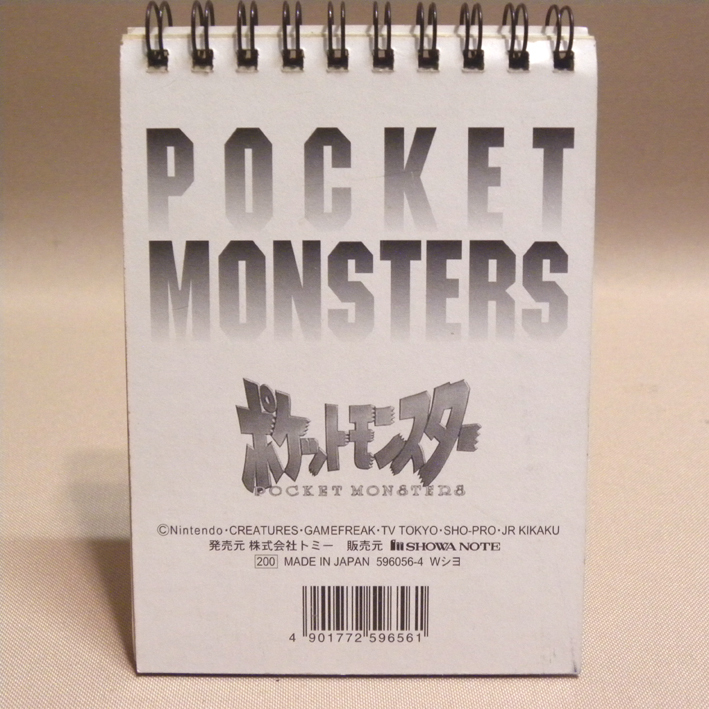 POCKET
MONSTERS
ポケットモンスター
POCKET MONSTERS
©Nintendo・CREATURES・GAMEFREAK・TV TOKYO・SHO-PRO・JR KIKAKU
発売元 株式会社トミー 販売元 SHOWA NOTE
200 MADE IN JAPAN 596056-4 Wシヨ
4 901772 596561